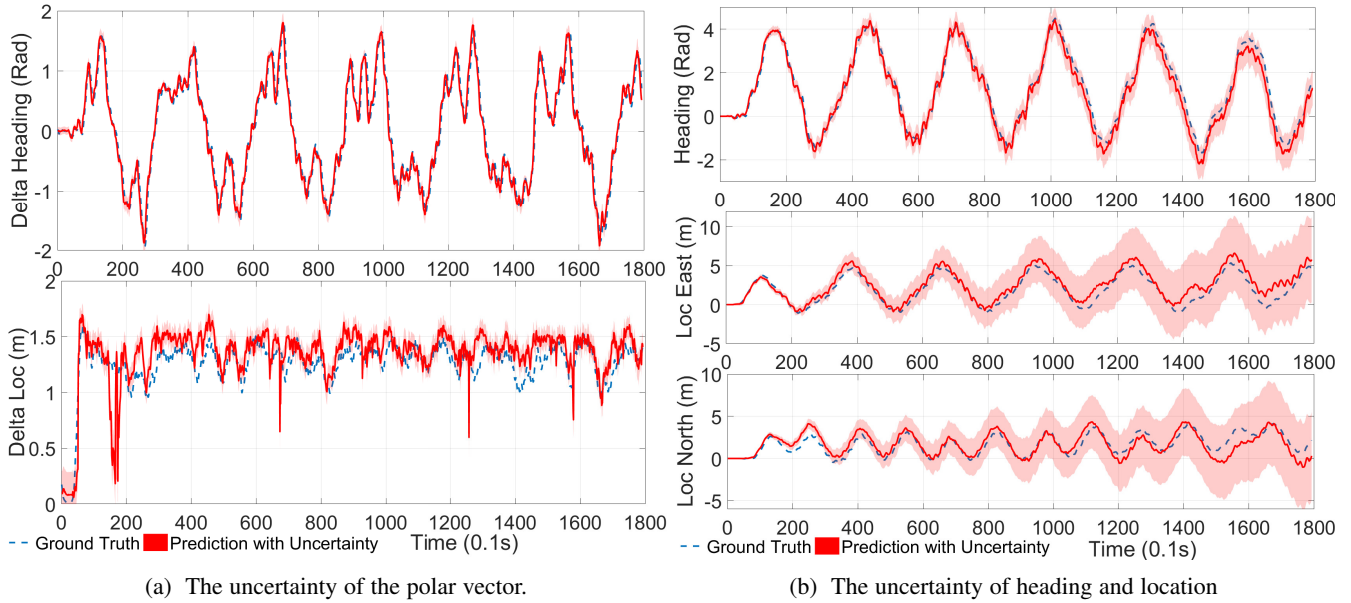 2
1
0
-1
-2
Delta Heading (Rad)
0 200 400 600 800 1000 1200 1400 1600 1800
2
1.5
1
0.5
0
Delta Loc (m)
0 200 400 600 800 1000 1200 1400 1600 1800
Ground Truth Prediction with Uncertainty Time (0.1s)
(a) The uncertainty of the polar vector.
4
2
0
-2
Heading (Rad)
0 200 400 600 800 1000 1200 1400 1600 1800
10
5
0
-5
Loc East (m)
0 200 400 600 800 1000 1200 1400 1600 1800
10
5
0
-5
Loc North (m)
0 200 400 600 800 1000 1200 1400 1600 1800
Ground Truth Prediction with Uncertainty Time (0.1s)
(b) The uncertainty of heading and location